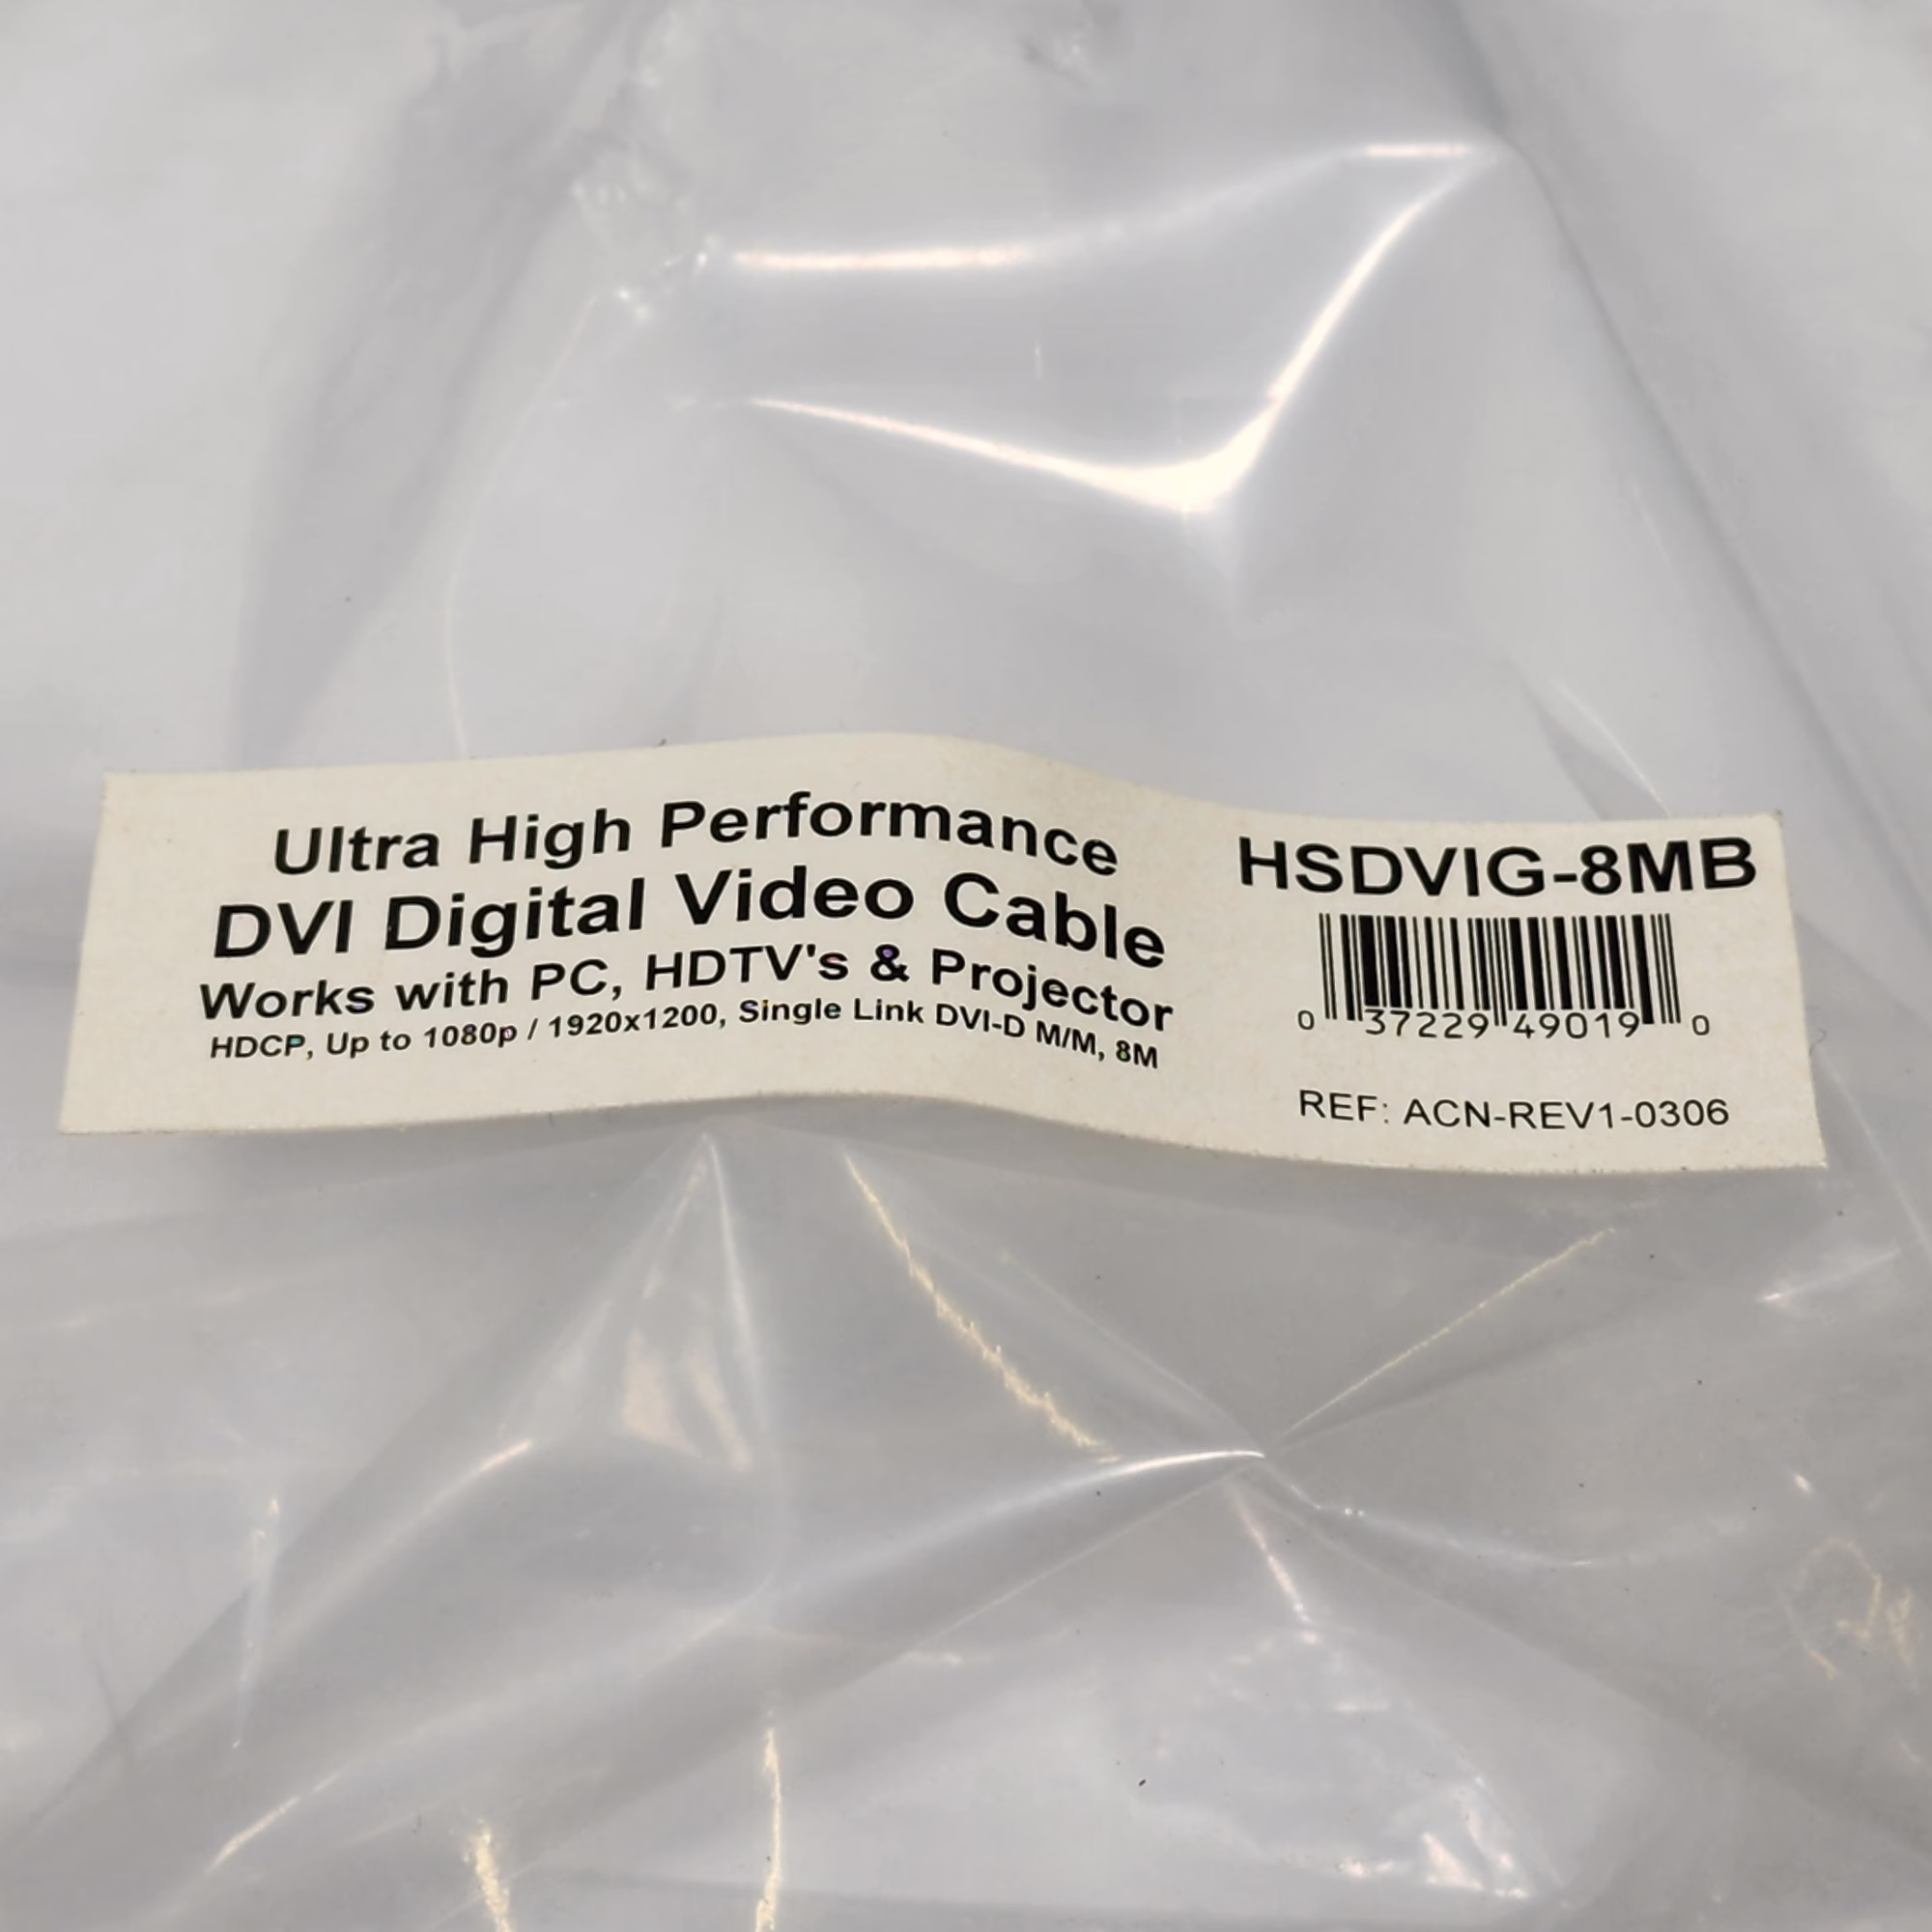 Ultra High Performance
DVI Digital Video Cable
Works with PC, HDTV's & Projector
HDCP, Up to 1080p / 1920x1200, Single Link DVI-D M/M, 8M
HSDVIG-8MB
0 37229 49019 0
REF: ACN-REV1-0306